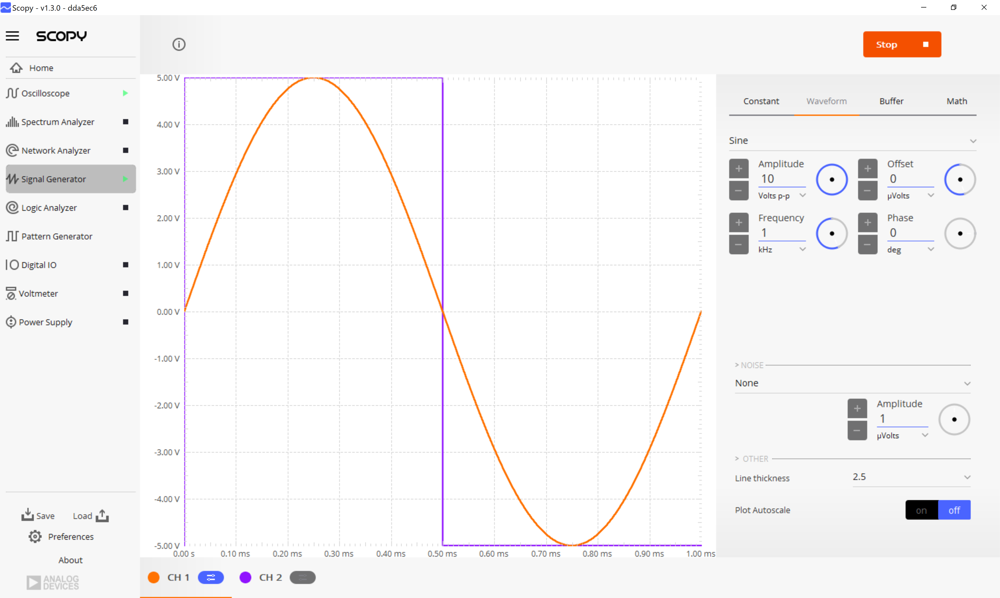 Scopy - v1.3.0 - dda5ec6
SCOPY
Home
Oscilloscope
Spectrum Analyzer
Network Analyzer
Signal Generator
Logic Analyzer
Pattern Generator
Digital IO
Voltmeter
Power Supply
Save Load
Preferences
About
ANALOG
DEVICES
Stop
5.00 V
4.00 V
3.00 V
2.00 V
1.00 V
0.00 V
-1.00 V
-2.00 V
-3.00 V
-4.00 V
-5.00 V
0.00 s 0.10 ms 0.20 ms 0.30 ms 0.40 ms 0.50 ms 0.60 ms 0.70 ms 0.80 ms 0.90 ms 1.00 ms
CH 1 CH 2
Constant Waveform Buffer Math
Sine
Amplitude Offset
10 0
Volts p-p µVolts
Frequency Phase
1 0
kHz deg
> NOISE
None
Amplitude
1
µVolts
> OTHER
Line thickness 2.5
Plot Autoscale on off